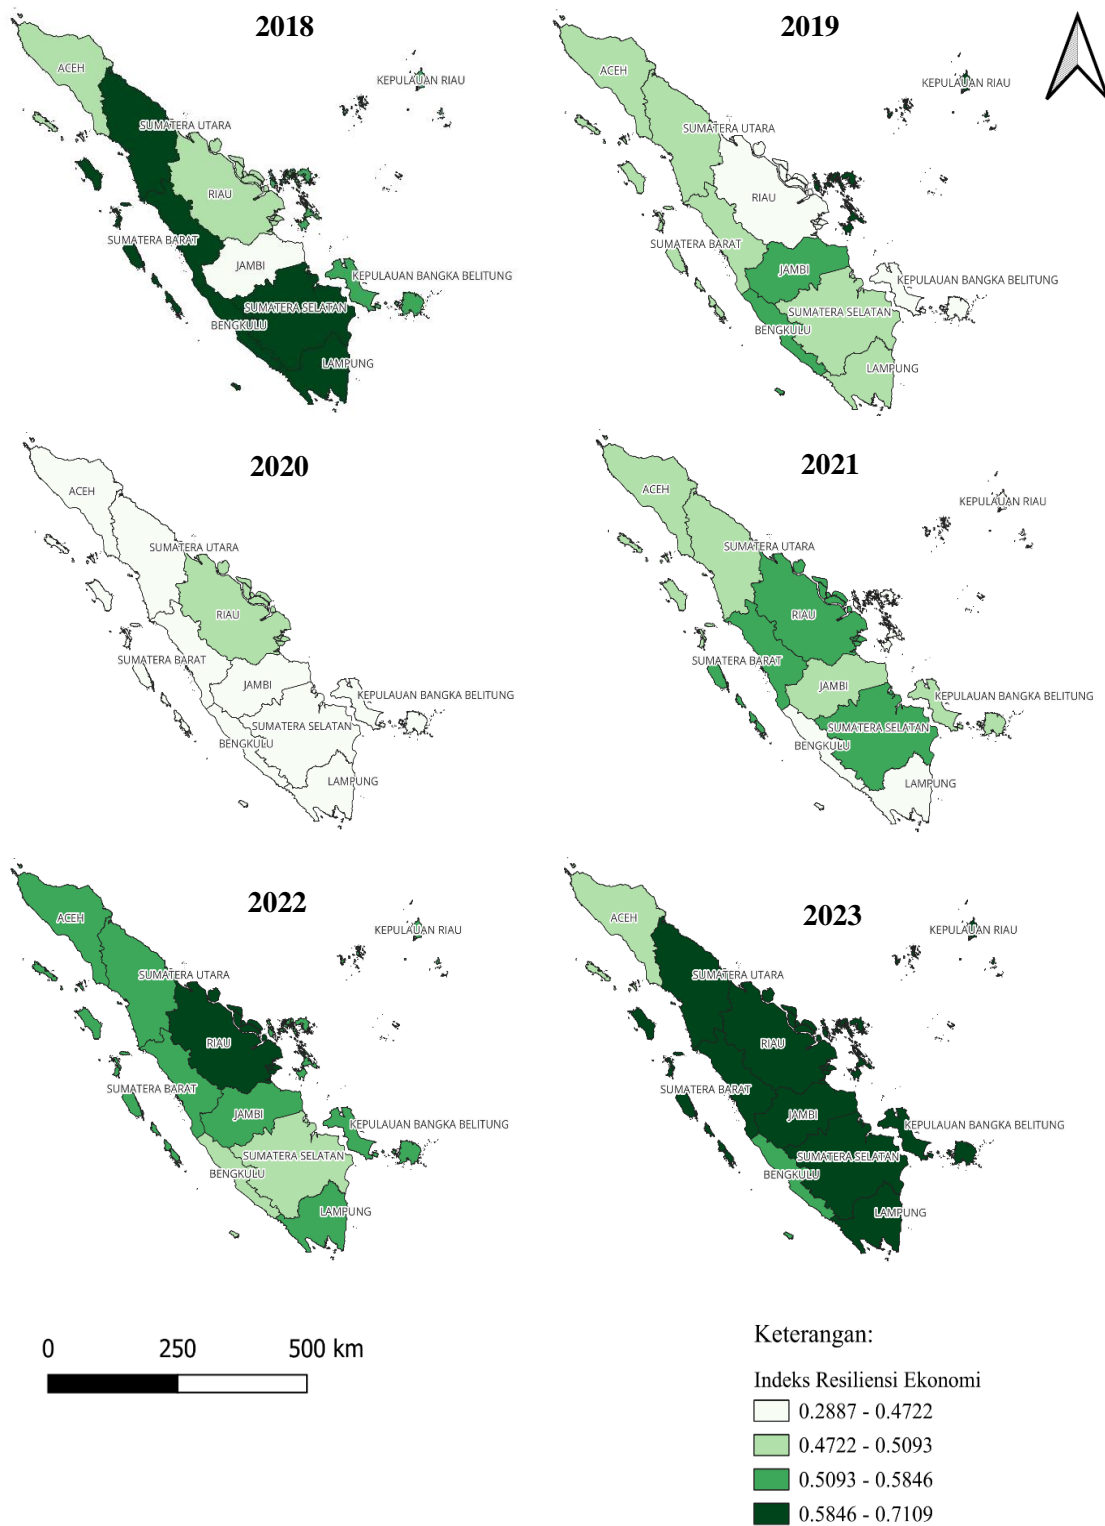 2018
ACEH
KEPULAUAN RIAU
SUMATERA UTARA
RIAU
SUMATERA BARAT
JAMBI
KEPULAUAN BANGKA BELITUNG
SUMATERA SELATAN
BENGKULU
LAMPUNG
2019
ACEH
KEPULAUAN RIAU
SUMATERA UTARA
RIAU
SUMATERA BARAT
JAMBI
KEPULAUAN BANGKA BELITUNG
SUMATERA SELATAN
BENGKULU
LAMPUNG
2020
ACEH
SUMATERA UTARA
RIAU
SUMATERA BARAT
JAMBI
KEPULAUAN BANGKA BELITUNG
SUMATERA SELATAN
BENGKULU
LAMPUNG
2021
ACEH
KEPULAUAN RIAU
SUMATERA UTARA
RIAU
SUMATERA BARAT
JAMBI
KEPULAUAN BANGKA BELITUNG
SUMATERA SELATAN
BENGKULU
LAMPUNG
2022
ACEH
KEPULAUAN RIAU
SUMATERA UTARA
RIAU
SUMATERA BARAT
JAMBI
KEPULAUAN BANGKA BELITUNG
SUMATERA SELATAN
BENGKULU
LAMPUNG
2023
ACEH
KEPULAUAN RIAU
SUMATERA UTARA
RIAU
SUMATERA BARAT
JAMBI
KEPULAUAN BANGKA BELITUNG
SUMATERA SELATAN
BENGKULU
LAMPUNG
0 250 500 km
Keterangan:
Indeks Resiliensi Ekonomi
0.2887 - 0.4722
0.4722 - 0.5093
0.5093 - 0.5846
0.5846 - 0.7109